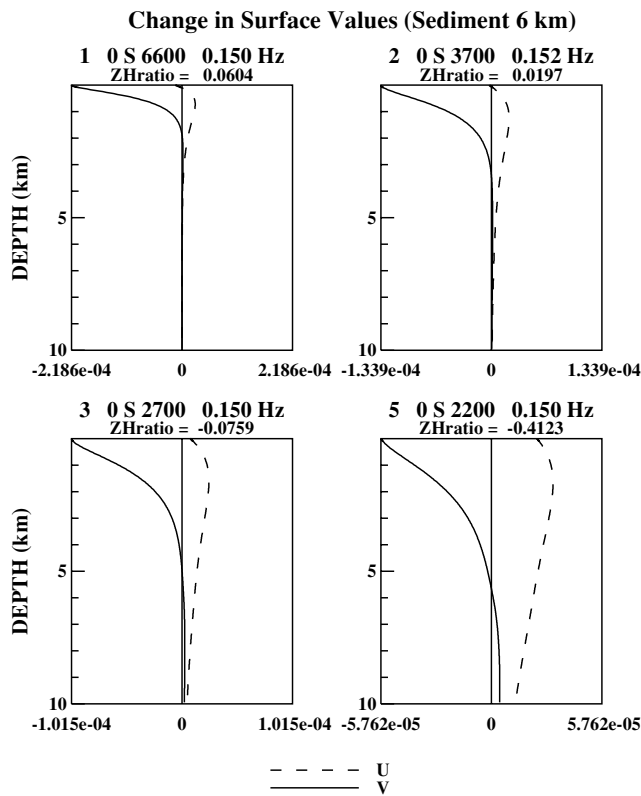 Change in Surface Values (Sediment 6 km)
1 0 S 6600 0.150 Hz
ZHratio = 0.0604
2 0 S 3700 0.152 Hz
ZHratio = 0.0197
DEPTH (km)
5
10
-2.186e-04 0 2.186e-04
5
10
-1.339e-04 0 1.339e-04
3 0 S 2700 0.150 Hz
ZHratio = -0.0759
5 0 S 2200 0.150 Hz
ZHratio = -0.4123
DEPTH (km)
5
10
-1.015e-04 0 1.015e-04
5
10
-5.762e-05 0 5.762e-05
U
V